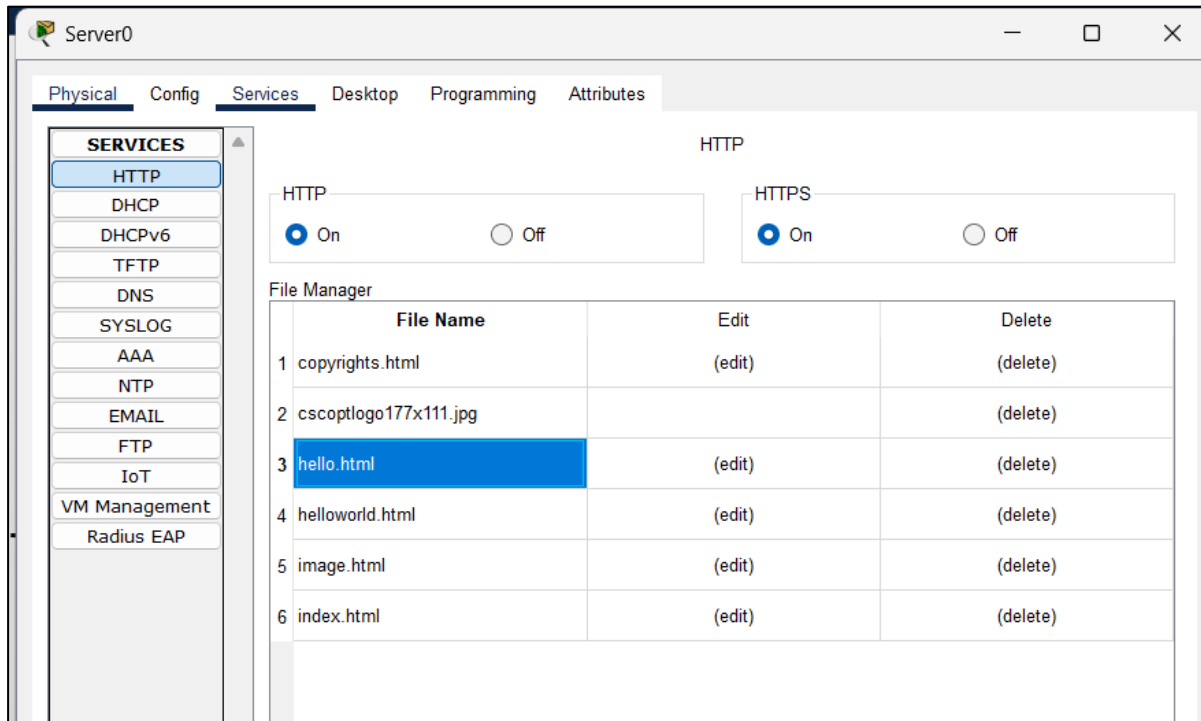 Server0
Physical Config Services Desktop Programming Attributes
SERVICES
HTTP
DHCP
DHCPv6
TFTP
DNS
SYSLOG
AAA
NTP
EMAIL
FTP
IoT
VM Management
Radius EAP
HTTP
HTTP
On Off
HTTPS
On Off
File Manager
File Name Edit Delete
1 copyrights.html (edit) (delete)
2 cscoptlogo177x111.jpg (delete)
3 hello.html (edit) (delete)
4 helloworld.html (edit) (delete)
5 image.html (edit) (delete)
6 index.html (edit) (delete)